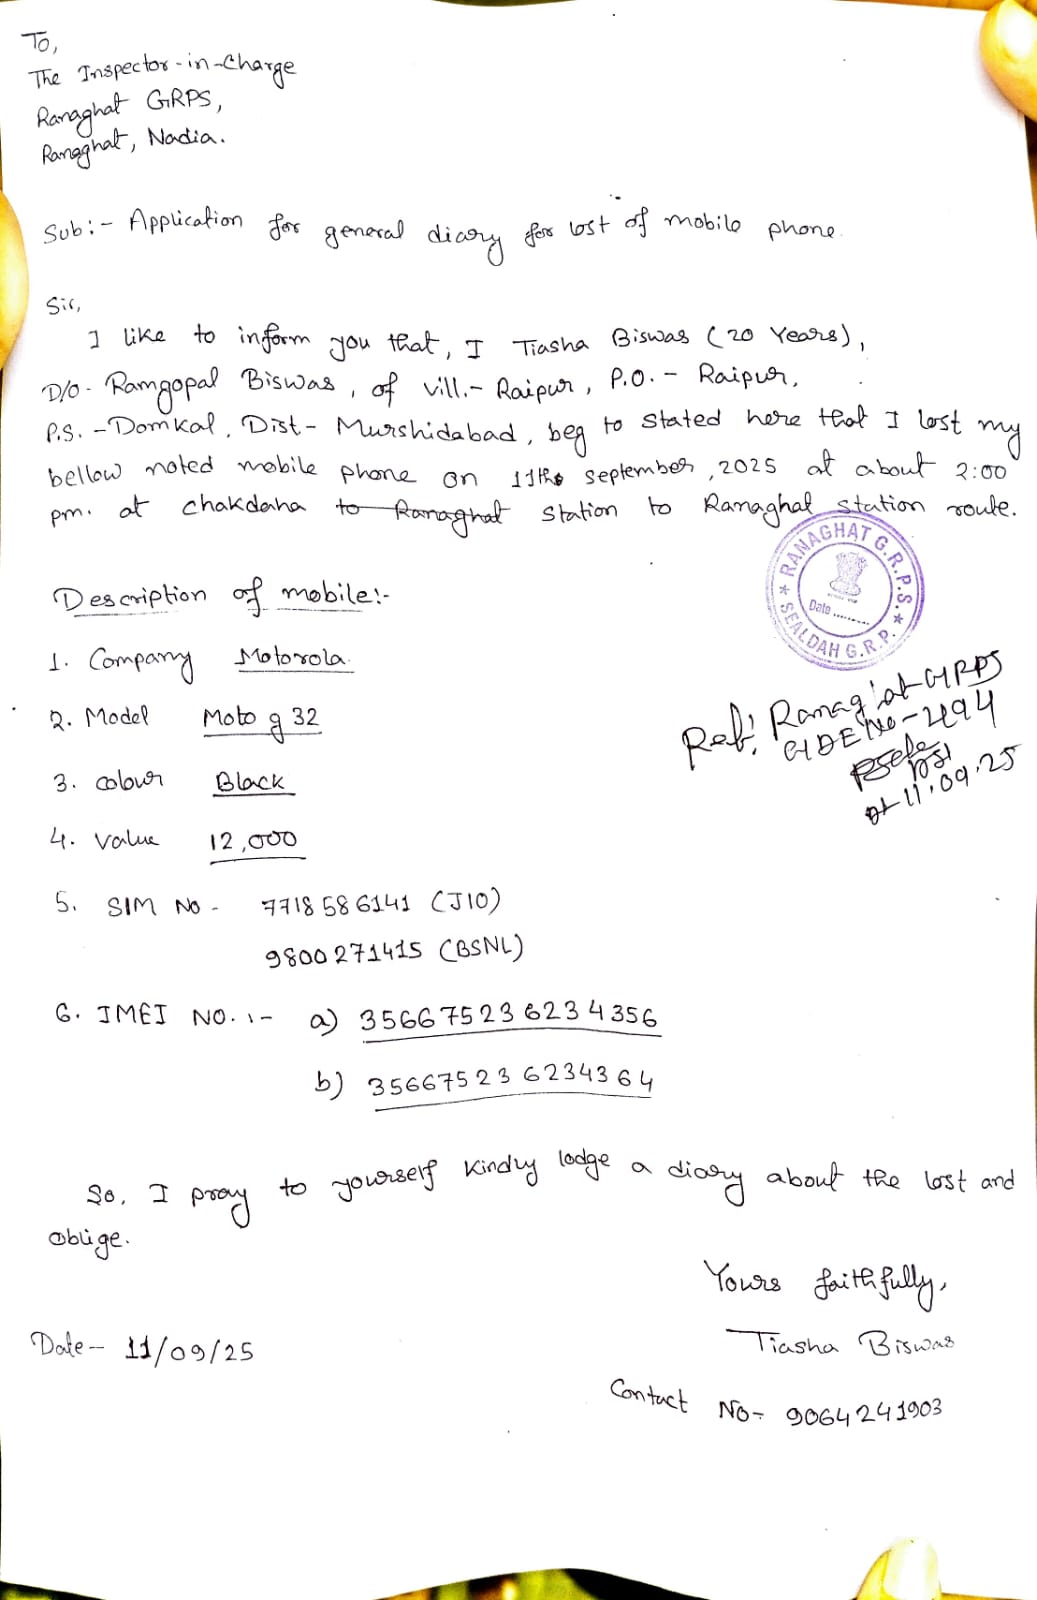 To,
The Inspector-in-Charge
Ranaghat GRPS,
Ranaghat, Nadia.
Sub:- Application for general diary for lost of mobile phone.
Sir,
I like to inform you that, I Tiasha Biswas (20 Years),
D/O- Ramgopal Biswas, of vill.- Raipur, P.O. - Raipur,
P.S. - Domkal, Dist- Murshidabad, beg to stated here that I lost my
bellow noted mobile phone on 11th september, 2025 at about 2:00
pm. at chakdaha to Ranaghat station to Ranaghat station route.
RANAGHAT G.R.P.S.
Date ..........
SEALDAH G.R.P.
Description of mobile:-
1. Company Motorola.
2. Model Moto g 32
3. colour Black
4. value 12,000
5. SIM No - 7718586141 (JIO)
9800271415 (BSNL)
6. IMEI NO. :- a) 356675236234356
b) 356675236234364
Ref: Ranaghat GRPS
GDE No - 494
dt 11.09.25
So, I pray to yourself kindly lodge a diary about the lost and
oblige.
Yours faithfully,
Tiasha Biswas
Date- 11/09/25
Contact No- 9064241903